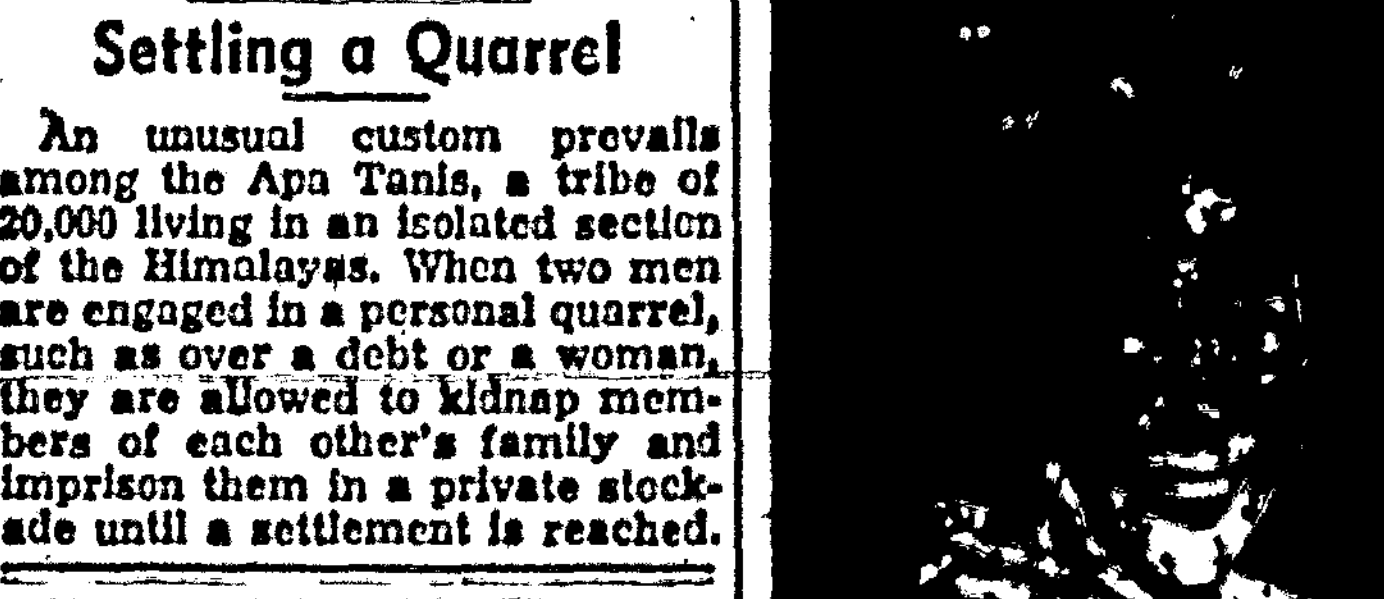 Settling a Quarrel
An unusual custom prevails
among the Apa Tanis, a tribe of
20,000 living in an isolated section
of the Himalayas. When two men
are engaged in a personal quarrel,
such as over a debt or a woman,
they are allowed to kidnap mem-
bers of each other's family and
imprison them in a private stock-
ade until a settlement is reached.